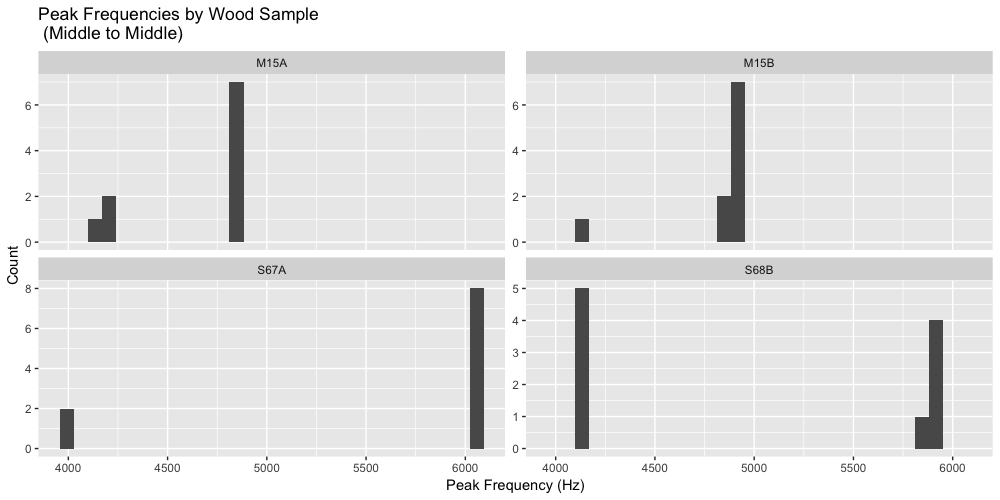 Peak Frequencies by Wood Sample
(Middle to Middle)
M15A
M15B
6
4
2
0
6
4
2
0
Count
S67A
S68B
8
6
4
2
0
5
4
3
2
1
0
4000 4500 5000 5500 6000
4000 4500 5000 5500 6000
Peak Frequency (Hz)